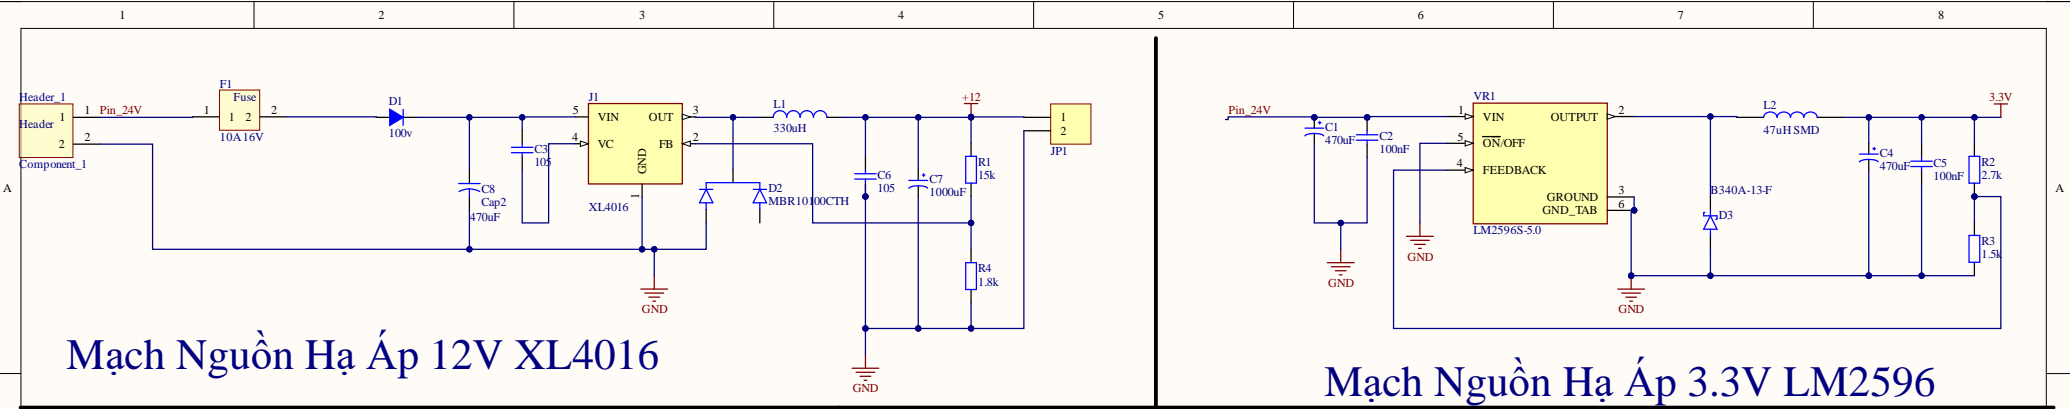 1 2 3 4 5 6 7 8
A
A
Header_1
Header
1
2
Component_1
1
2
Pin_24V
F1
Fuse
1 2
1
2
10A16V
D1
100v
C8
Cap2
470uF
C3
105
J1
5
VIN
4
VC
OUT
3
FB
2
GND
1
XL4016
GND
D2
MBR10100CTH
L1
330uH
C6
105
C7
1000uF
+12
R1
15k
R4
1.8k
GND
1
2
JP1
Mạch Nguồn Hạ Áp 12V XL4016
Pin_24V
C1
470uF
C2
100nF
GND
GND
VR1
1
VIN
5
ON/OFF
4
FEEDBACK
OUTPUT
2
GROUND
3
GND_TAB
6
LM2596S-5.0
GND
B340A-13-F
D3
L2
47uH SMD
C4
470uF
C5
100nF
3.3V
R2
2.7k
R3
1.5k
Mạch Nguồn Hạ Áp 3.3V LM2596